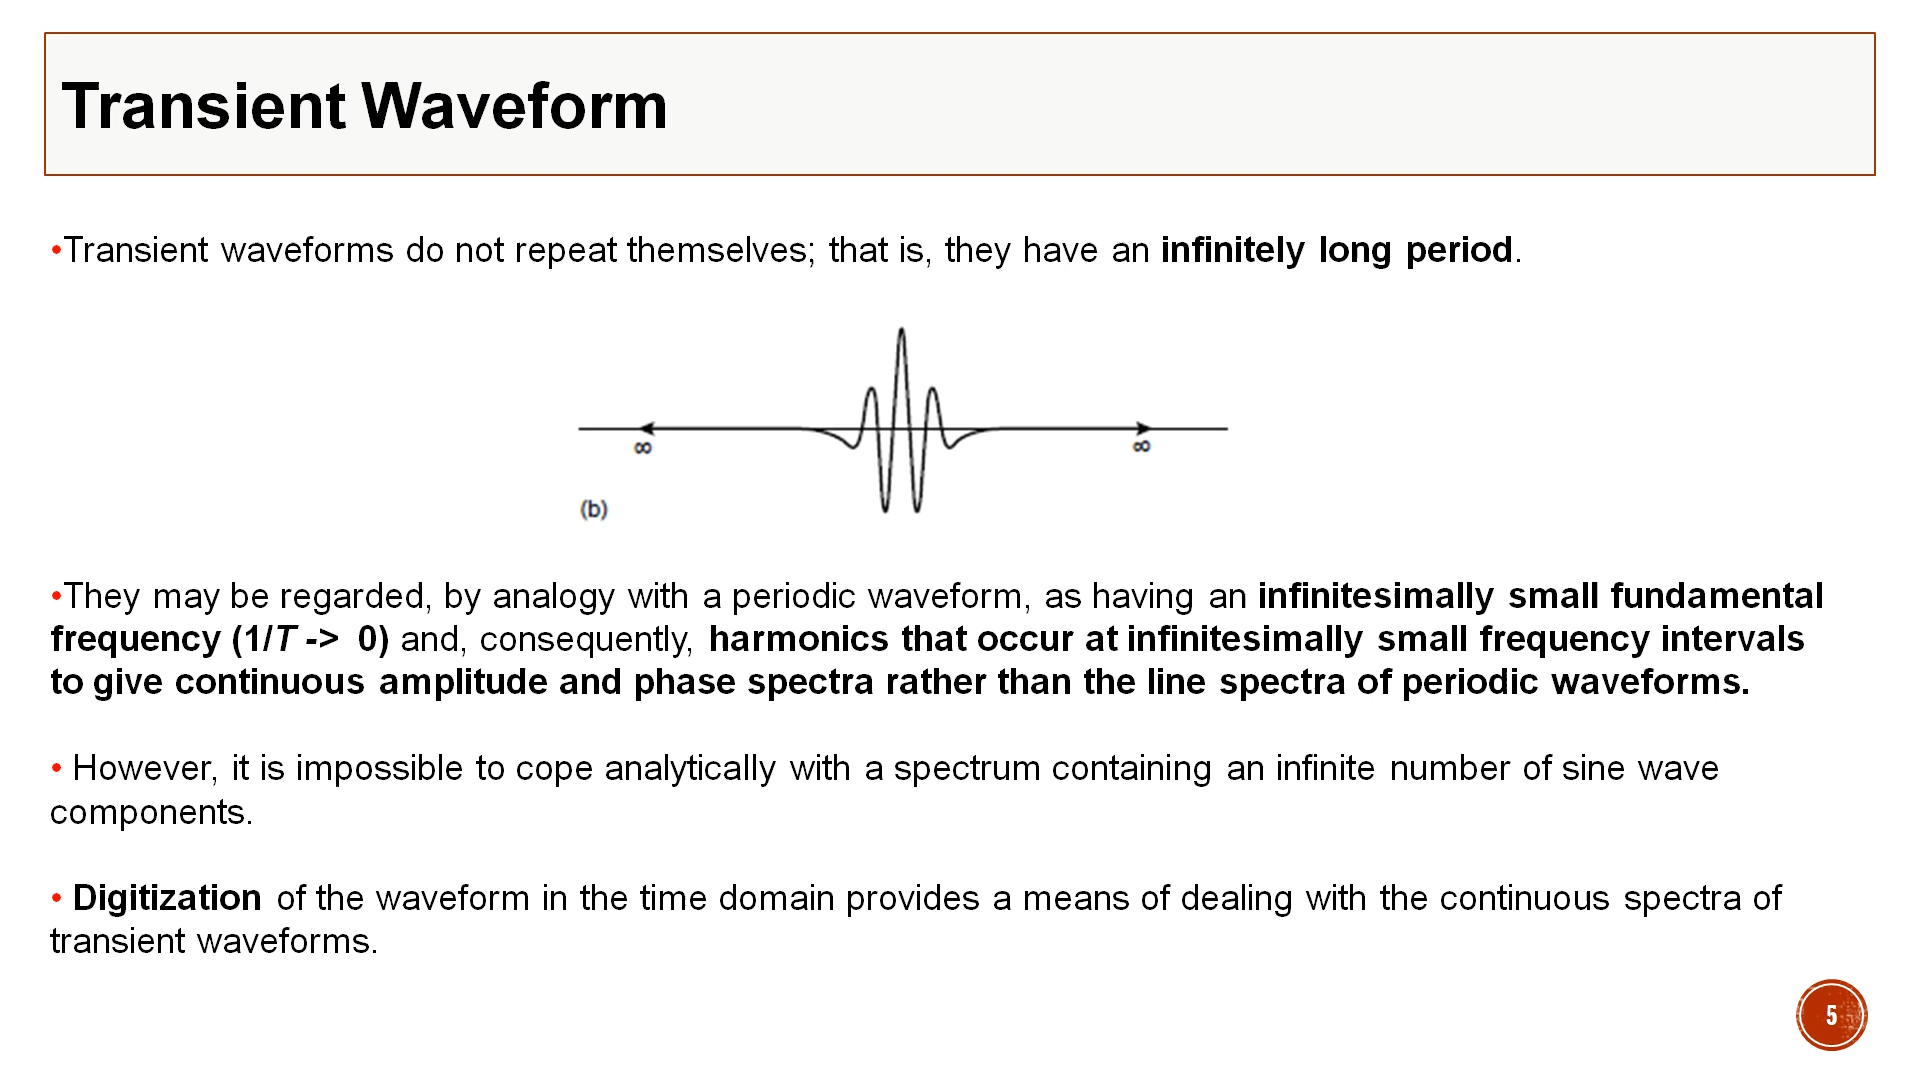 Transient Waveform
•Transient waveforms do not repeat themselves; that is, they have an infinitely long period.
∞ ∞
(b)
•They may be regarded, by analogy with a periodic waveform, as having an infinitesimally small fundamental
frequency (1/T -> 0) and, consequently, harmonics that occur at infinitesimally small frequency intervals
to give continuous amplitude and phase spectra rather than the line spectra of periodic waveforms.
• However, it is impossible to cope analytically with a spectrum containing an infinite number of sine wave
components.
• Digitization of the waveform in the time domain provides a means of dealing with the continuous spectra of
transient waveforms.
5